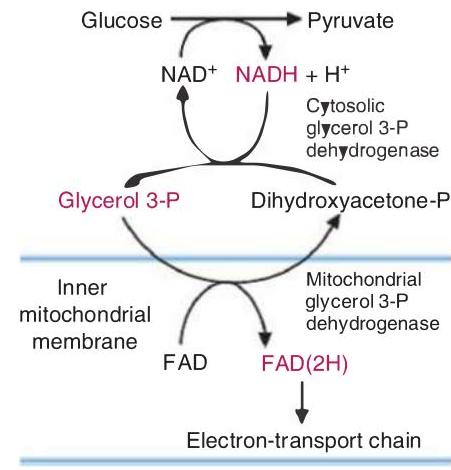 Glucose Pyruvate
NAD⁺ NADH + H⁺
Cytosolic
glycerol 3-P
dehydrogenase
Glycerol 3-P Dihydroxyacetone-P
Inner
mitochondrial
membrane
Mitochondrial
glycerol 3-P
dehydrogenase
FAD FAD(2H)
Electron-transport chain